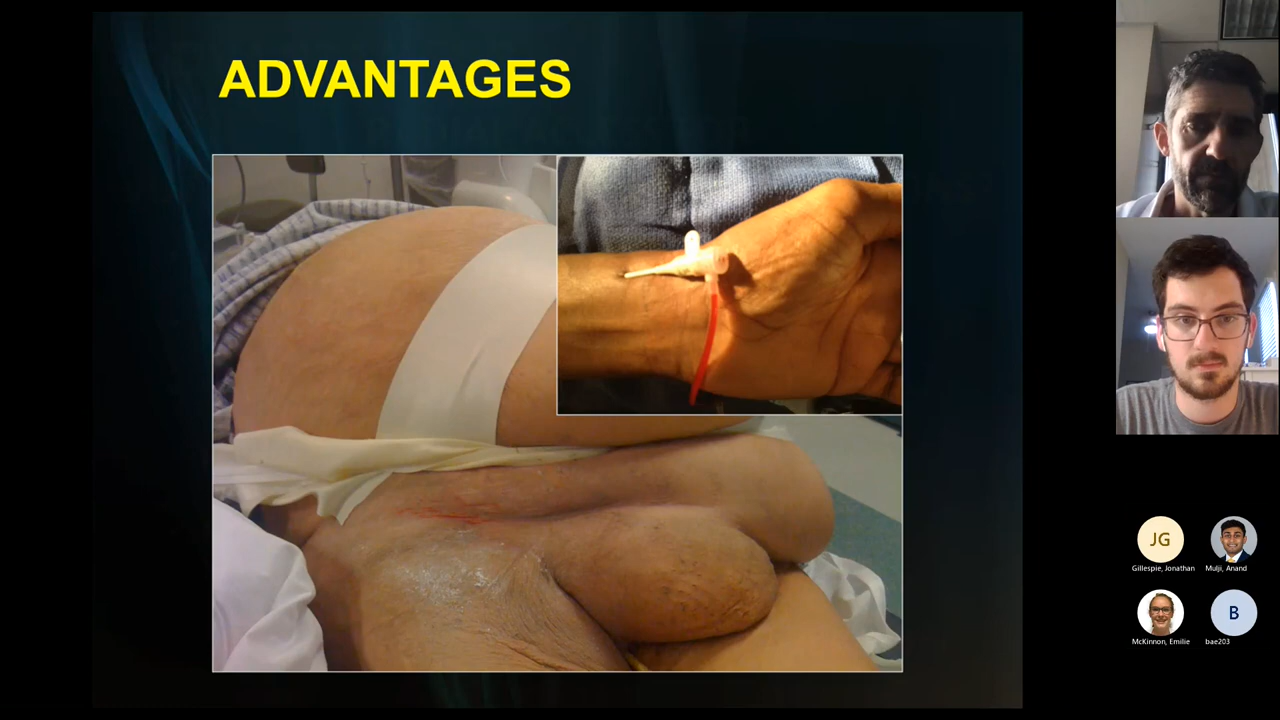 ADVANTAGES
JG
Gillespie, Jonathan
Mulji, Anand
B
McKinnon, Emilie
bae203